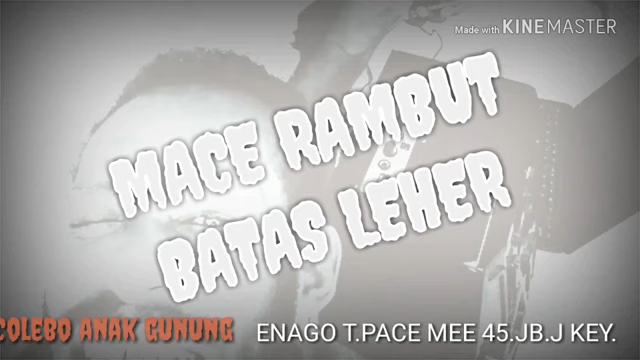 Made with KINEMASTER
MACE RAMBUT
BATAS LEHER
COLEBO ANAK GUNUNG
ENAGO T.PACE MEE 45.JB.J KEY.